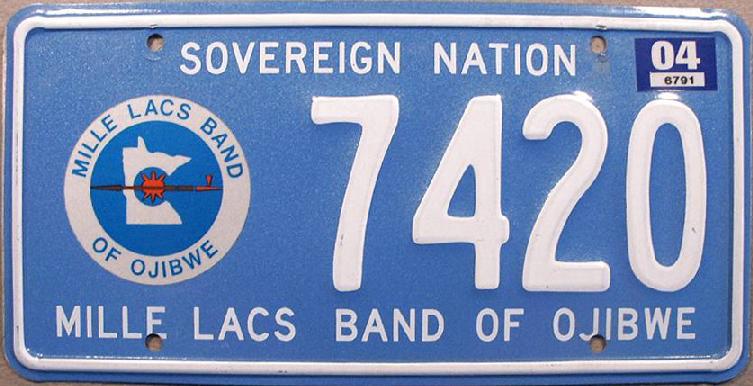 SOVEREIGN NATION
04
6791
MILLE LACS BAND
OF OJIBWE
7420
MILLE LACS BAND OF OJIBWE